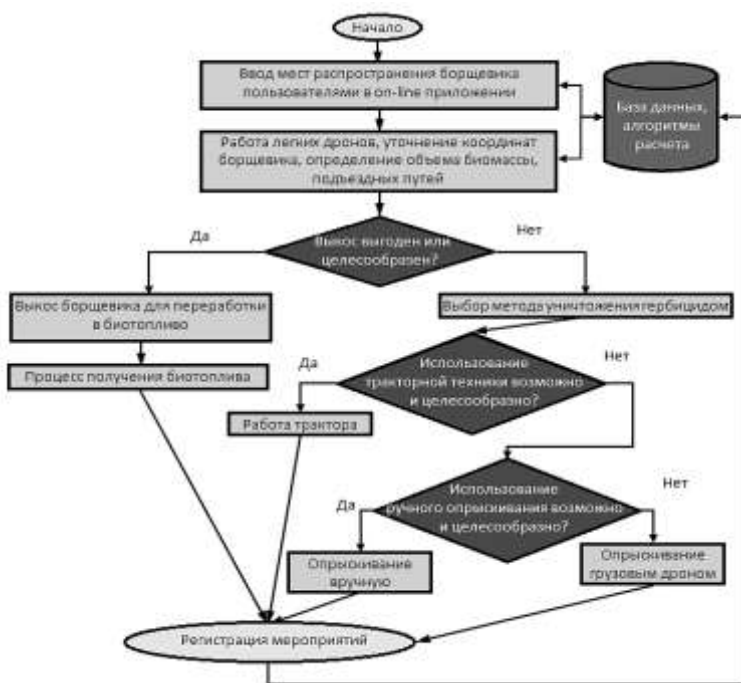 Начало
Ввод мест распространения борщевика
пользователями в on-line приложении
База данных,
алгоритмы
расчета
Работа легких дронов, уточнение координат
борщевика, определение объема биомассы,
подъездных путей
Да
Выкос выгоден или
целесообразен?
Нет
Выкос борщевика для переработки
в биотопливо
Выбор метода уничтожения гербицидом
Процесс получения биотоплива
Да
Использование
тракторной техники возможно
и целесообразно?
Нет
Работа трактора
Да
Использование
ручного опрыскивания возможно
и целесообразно?
Нет
Опрыскивание
вручную
Опрыскивание
грузовым дроном
Регистрация мероприятий